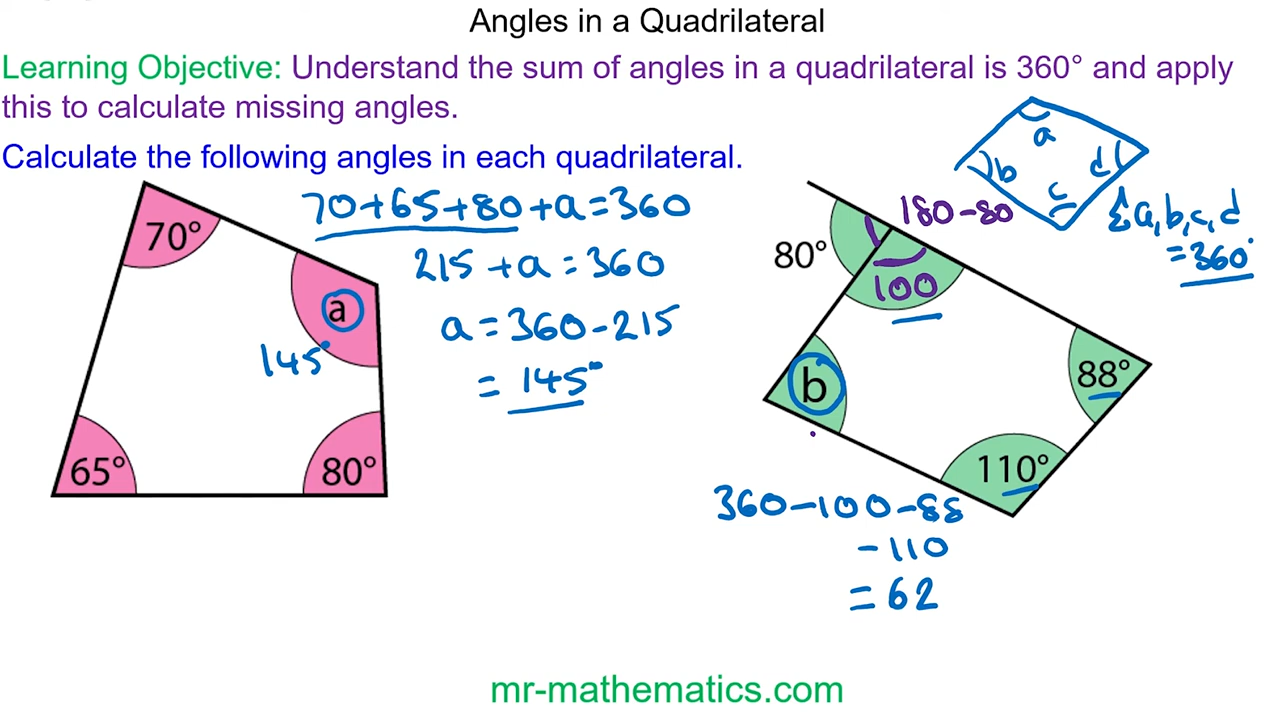 Angles in a Quadrilateral
Learning Objective: Understand the sum of angles in a quadrilateral is 360° and apply
this to calculate missing angles.
Calculate the following angles in each quadrilateral.
70°
a
145°
65°
80°
70+65+80+a=360
215+a=360
a=360-215
=145°
80°
180-80
100
b
88°
110°
360-100-88
-110
=62
a
b
c
d
Σa,b,c,d
=360°
mr-mathematics.com